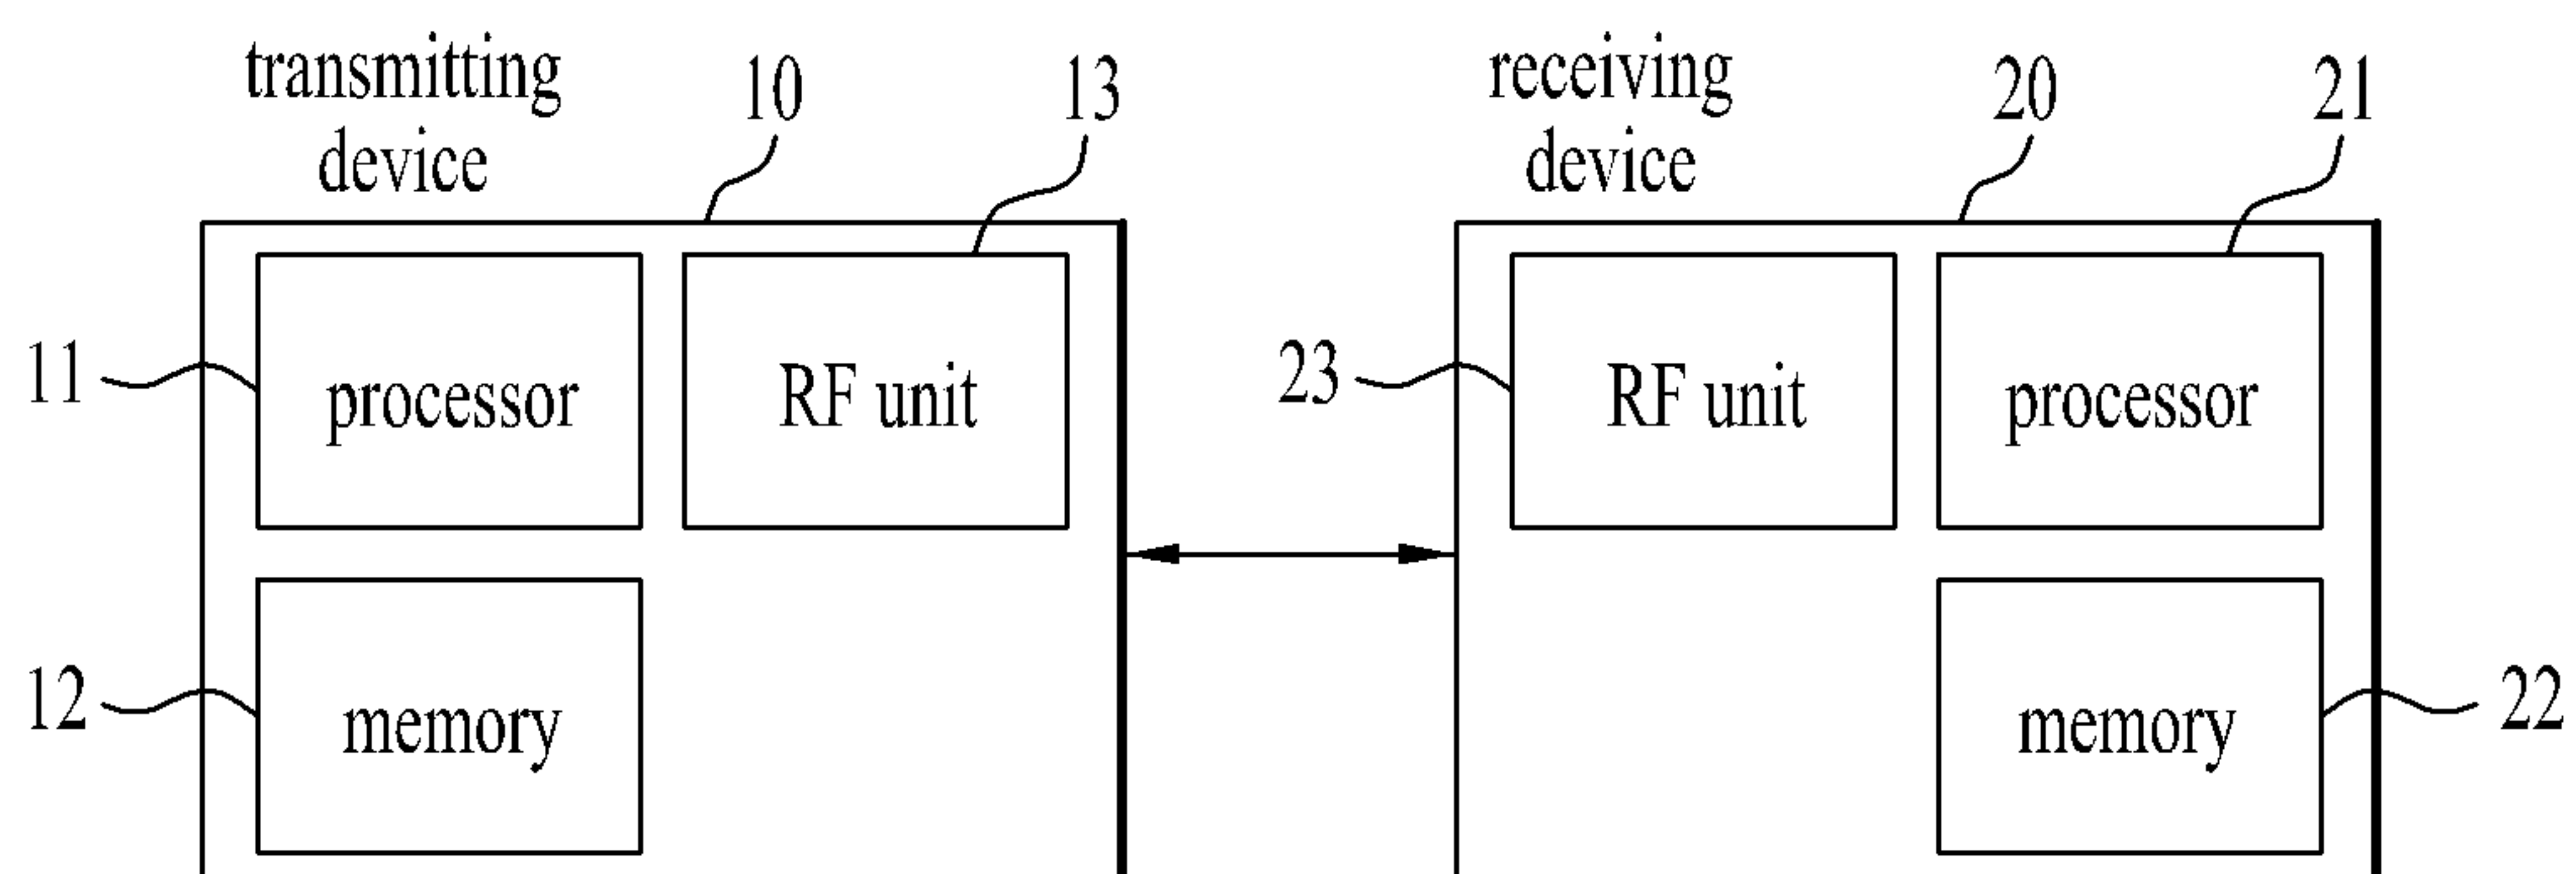 transmitting
device
10
13
receiving
device
20
21
11
processor
RF unit
23
RF unit
processor
12
memory
memory
22